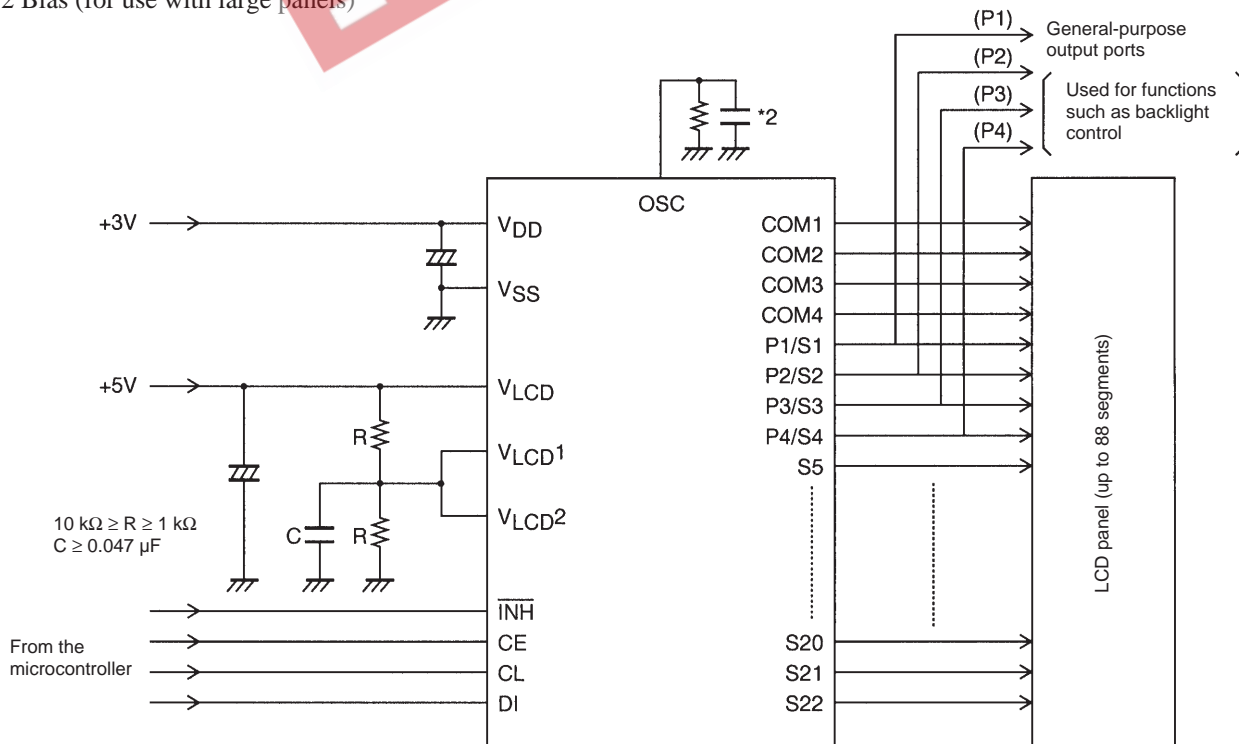 2 Bias (for use with large panels)
(P1)
General-purpose
output ports
(P2)
(P3)
Used for functions
such as backlight
control
(P4)
*2
OSC
+3V
VDD
VSS
+5V
VLCD
R
VLCD1
VLCD2
C
R
10 kΩ ≥ R ≥ 1 kΩ
C ≥ 0.047 µF
INH
From the
microcontroller
CE
CL
DI
COM1
COM2
COM3
COM4
P1/S1
P2/S2
P3/S3
P4/S4
S5
S20
S21
S22
LCD panel (up to 88 segments)